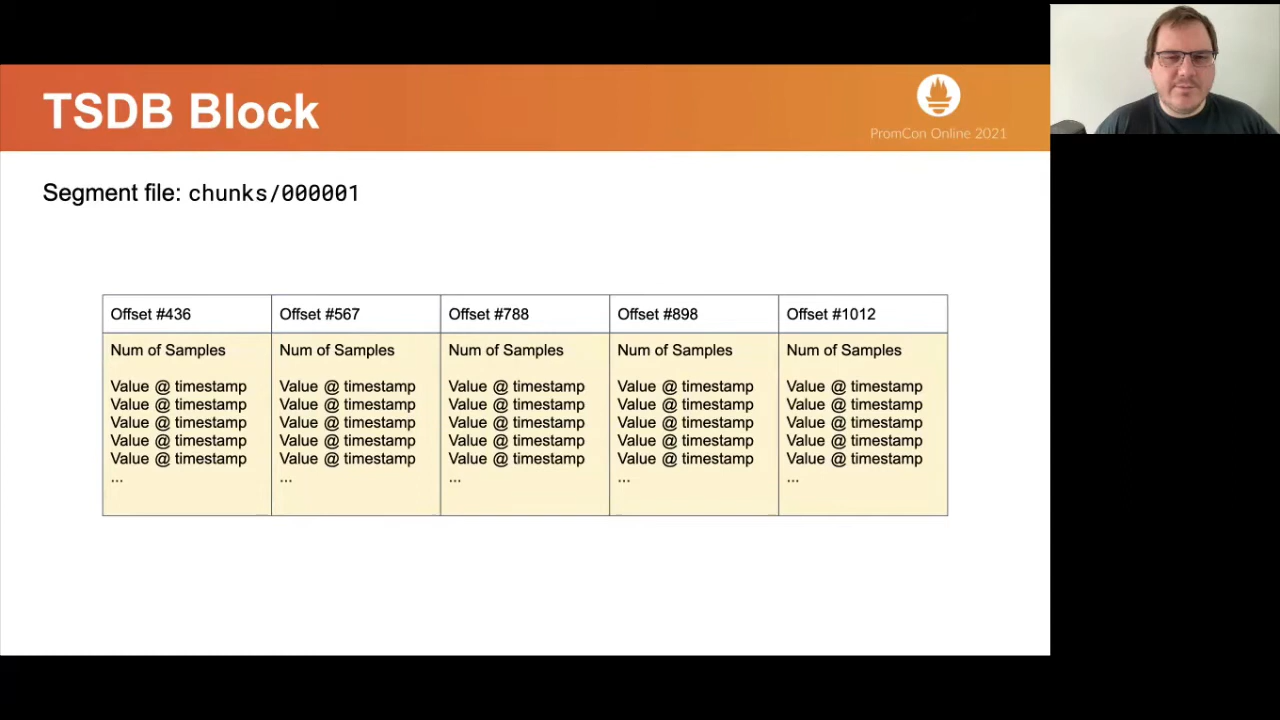 TSDB Block
PromCon Online 2021
Segment file: chunks/000001
Offset #436 Offset #567 Offset #788 Offset #898 Offset #1012
Num of Samples Num of Samples Num of Samples Num of Samples Num of Samples
Value @ timestamp Value @ timestamp Value @ timestamp Value @ timestamp Value @ timestamp
Value @ timestamp Value @ timestamp Value @ timestamp Value @ timestamp Value @ timestamp
Value @ timestamp Value @ timestamp Value @ timestamp Value @ timestamp Value @ timestamp
Value @ timestamp Value @ timestamp Value @ timestamp Value @ timestamp Value @ timestamp
Value @ timestamp Value @ timestamp Value @ timestamp Value @ timestamp Value @ timestamp
... ... ... ... ...